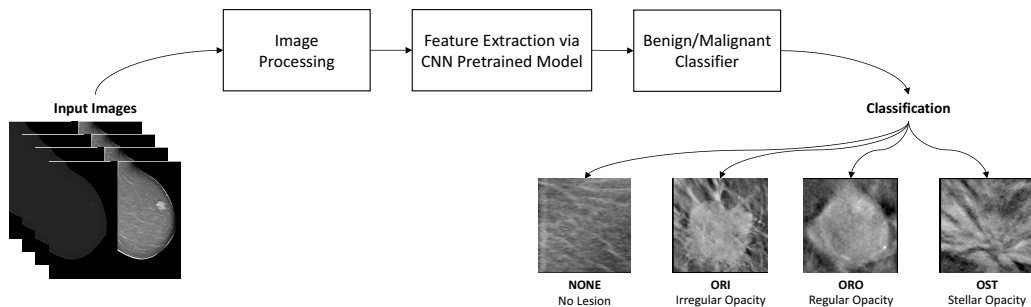 Image
Processing
Feature Extraction via
CNN Pretrained Model
Benign/Malignant
Classifier
Input Images
Classification
NONE
No Lesion
ORI
Irregular Opacity
ORO
Regular Opacity
OST
Stellar Opacity